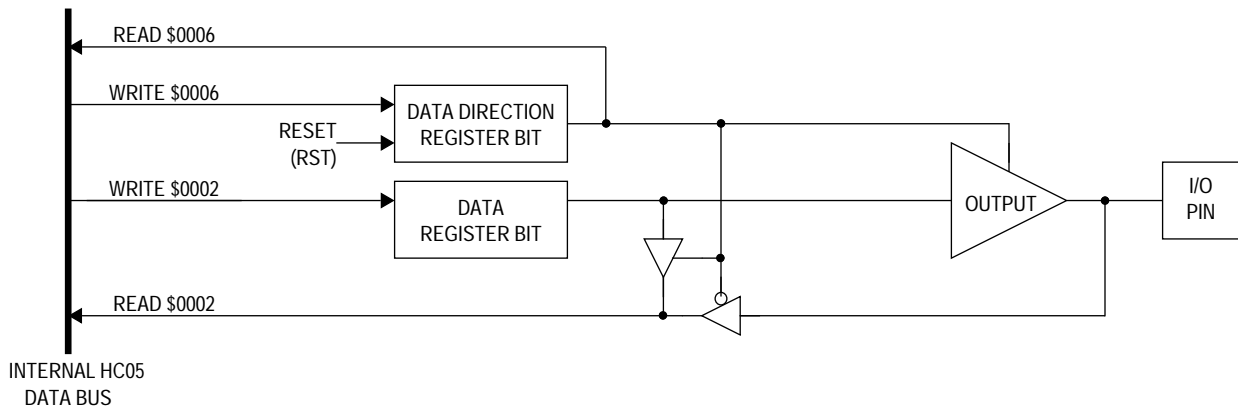 READ $0006
WRITE $0006
DATA DIRECTION
REGISTER BIT
RESET
(RST)
WRITE $0002
DATA
REGISTER BIT
OUTPUT
I/O
PIN
READ $0002
INTERNAL HC05
DATA BUS